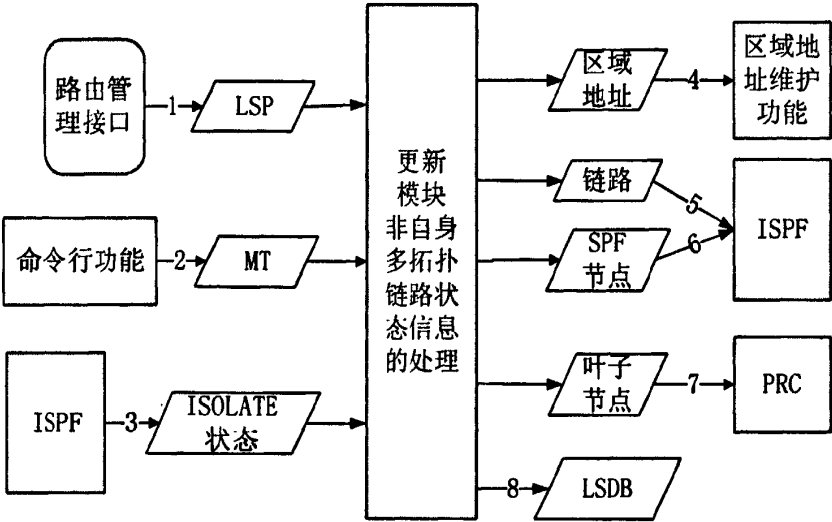 路由管
理接口
1
LSP
命令行功能
2
MT
ISPF
3
ISOLATE
状态
更新
模块
非自身
多拓扑
链路状
态信息
的处理
区域
地址
4
区域地
址维护
功能
链路
5
SPF
节点
6
ISPF
叶子
节点
7
PRC
8
LSDB